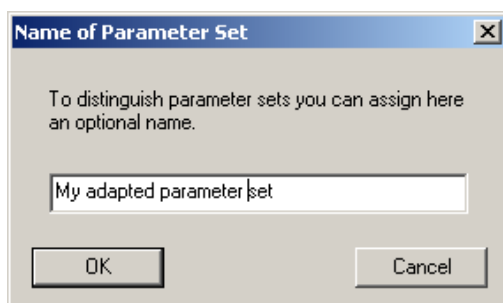 Name of Parameter Set
To distinguish parameter sets you can assign here
an optional name.
My adapted parameter set
OK
Cancel